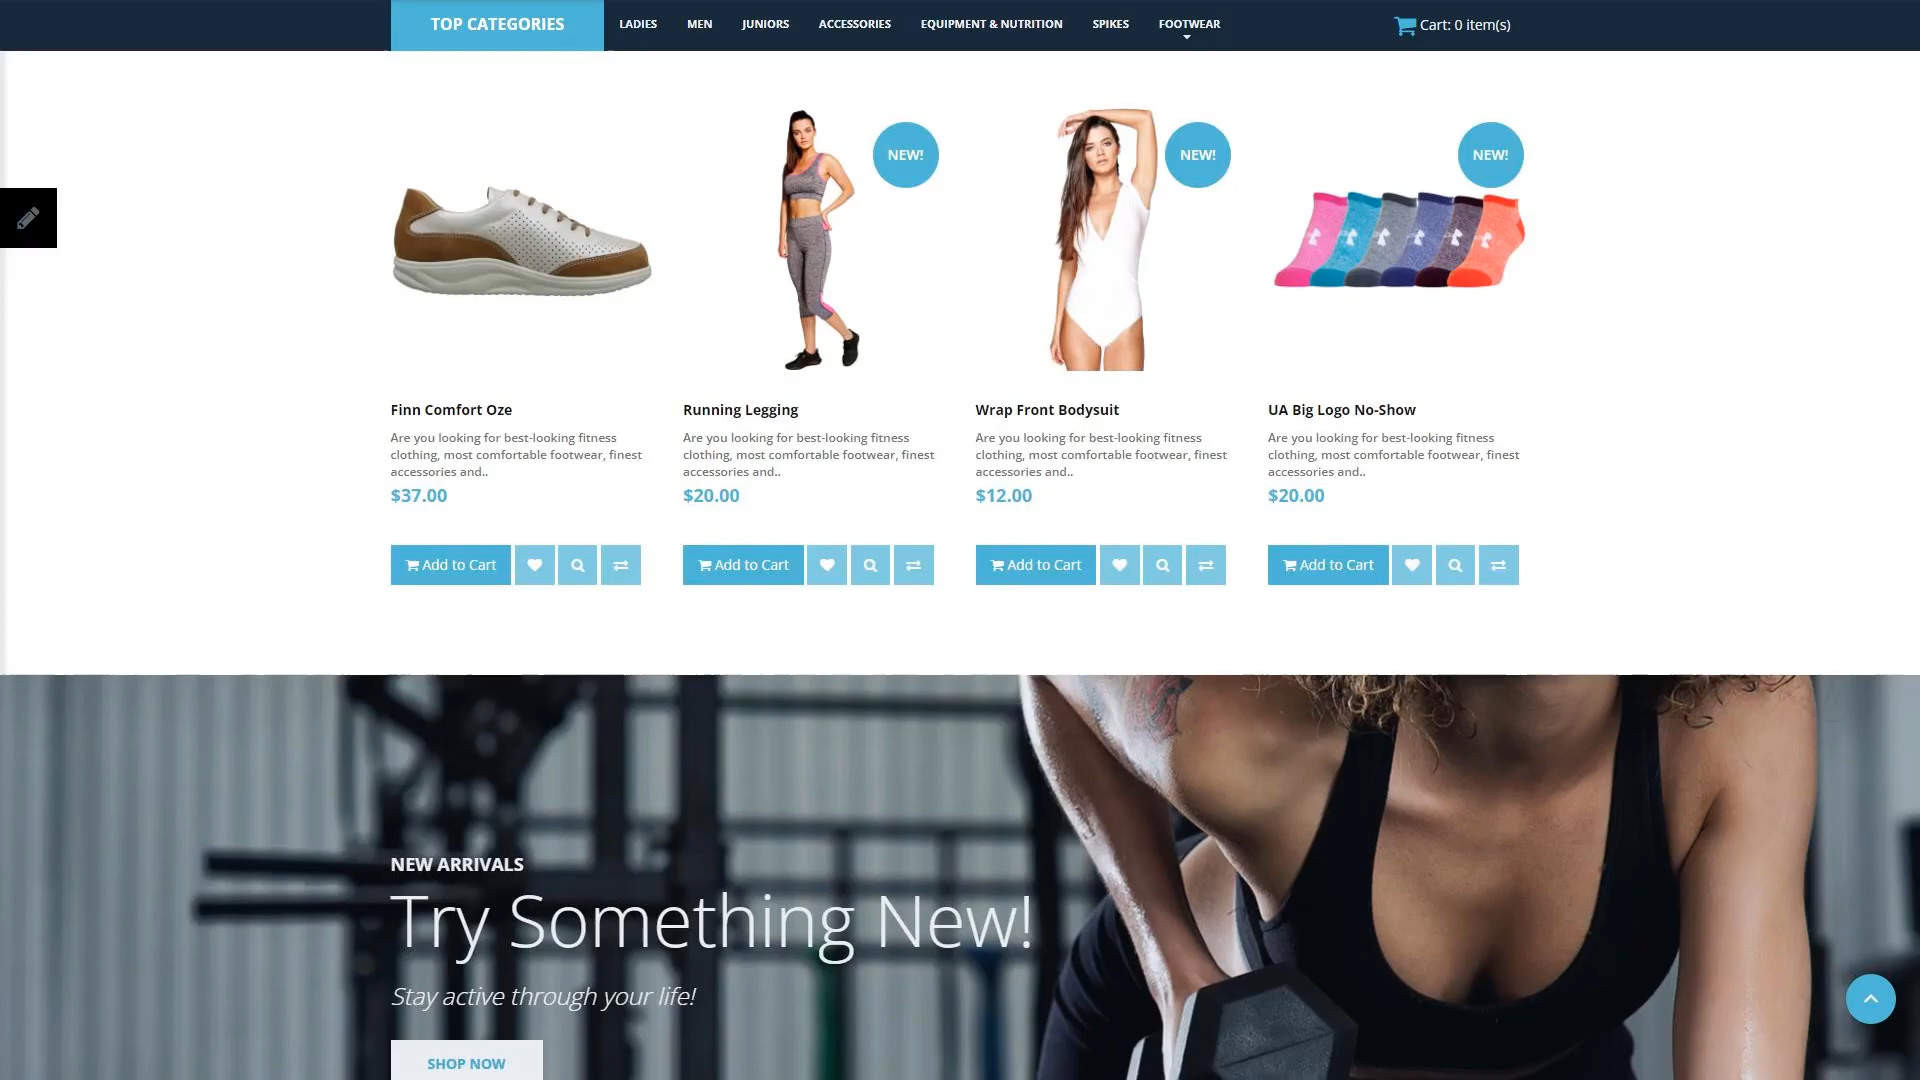 TOP CATEGORIES LADIES MEN JUNIORS ACCESSORIES EQUIPMENT & NUTRITION SPIKES FOOTWEAR Cart: 0 item(s)
NEW! NEW! NEW!
Finn Comfort Oze
Are you looking for best-looking fitness
clothing, most comfortable footwear, finest
accessories and..
$37.00
Add to Cart
Running Legging
Are you looking for best-looking fitness
clothing, most comfortable footwear, finest
accessories and..
$20.00
Add to Cart
Wrap Front Bodysuit
Are you looking for best-looking fitness
clothing, most comfortable footwear, finest
accessories and..
$12.00
Add to Cart
UA Big Logo No-Show
Are you looking for best-looking fitness
clothing, most comfortable footwear, finest
accessories and..
$20.00
Add to Cart
NEW ARRIVALS
Try Something New!
Stay active through your life!
SHOP NOW